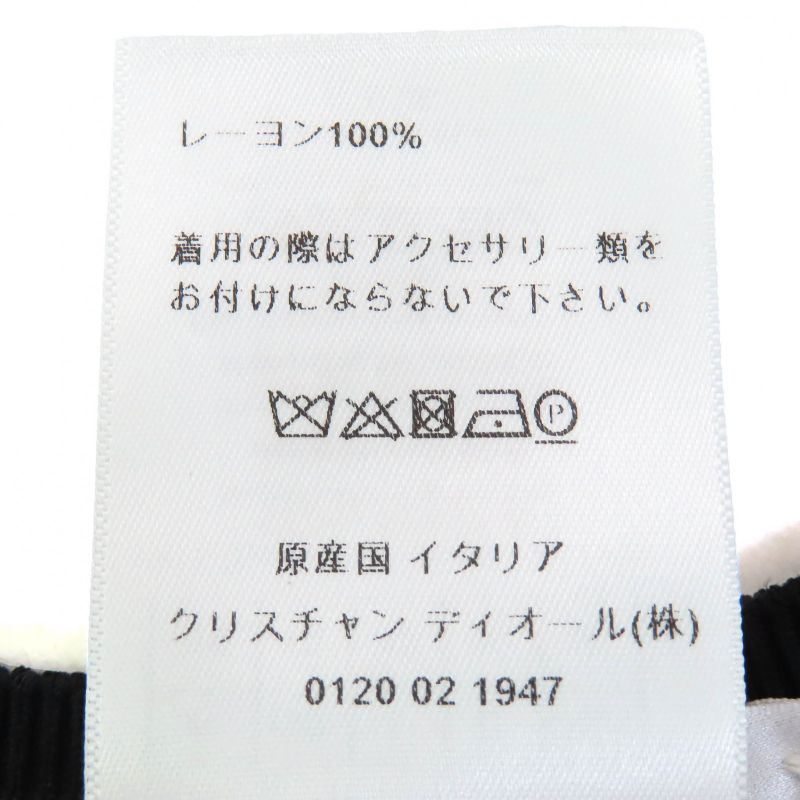 レーヨン100%
着用の際はアクセサリー類を
お付けにならないで下さい。
P
原産国 イタリア
クリスチャン ディオール(株)
0120 02 1947